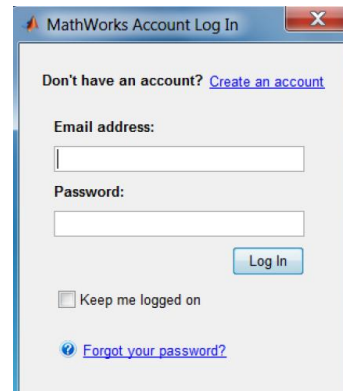 MathWorks Account Log In
Don't have an account? Create an account
Email address:
Password:
Log In
Keep me logged on
Forgot your password?